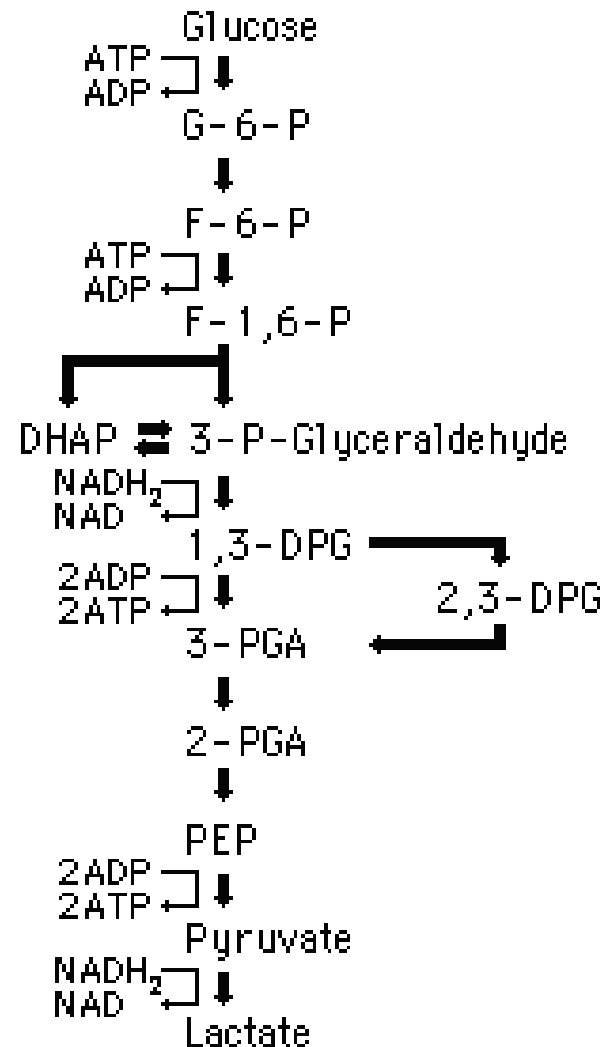 Glucose
ATP
ADP
G-6-P
F-6-P
ATP
ADP
F-1,6-P
DHAP ⇌ 3-P-Glyceraldehyde
NADH₂
NAD
1,3-DPG
2ADP
2ATP
2,3-DPG
3-PGA
2-PGA
PEP
2ADP
2ATP
Pyruvate
NADH₂
NAD
Lactate